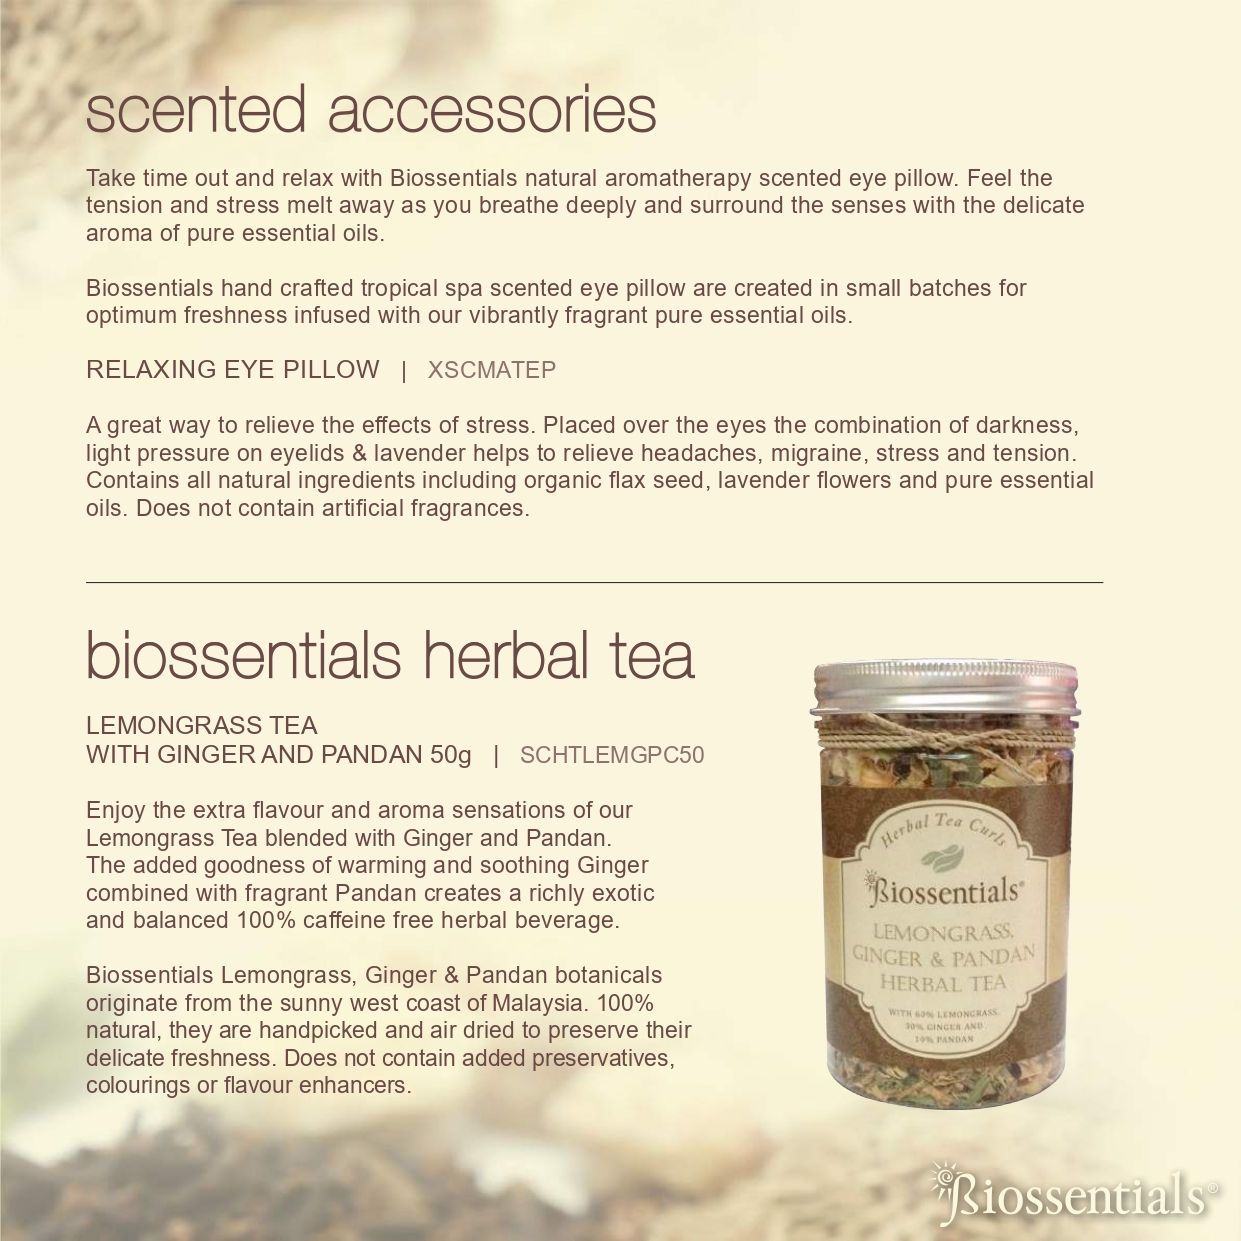 scented accessories
Take time out and relax with Biossentials natural aromatherapy scented eye pillow. Feel the
tension and stress melt away as you breathe deeply and surround the senses with the delicate
aroma of pure essential oils.
Biossentials hand crafted tropical spa scented eye pillow are created in small batches for
optimum freshness infused with our vibrantly fragrant pure essential oils.
RELAXING EYE PILLOW | XSCMATEP
A great way to relieve the effects of stress. Placed over the eyes the combination of darkness,
light pressure on eyelids & lavender helps to relieve headaches, migraine, stress and tension.
Contains all natural ingredients including organic flax seed, lavender flowers and pure essential
oils. Does not contain artificial fragrances.
biossentials herbal tea
LEMONGRASS TEA
WITH GINGER AND PANDAN 50g | SCHTLEMGPC50
Enjoy the extra flavour and aroma sensations of our
Lemongrass Tea blended with Ginger and Pandan.
The added goodness of warming and soothing Ginger
combined with fragrant Pandan creates a richly exotic
and balanced 100% caffeine free herbal beverage.
Biossentials Lemongrass, Ginger & Pandan botanicals
originate from the sunny west coast of Malaysia. 100%
natural, they are handpicked and air dried to preserve their
delicate freshness. Does not contain added preservatives,
colourings or flavour enhancers.
Herbal Tea Curls
Biossentials®
LEMONGRASS,
GINGER & PANDAN
HERBAL TEA
WITH 60% LEMONGRASS,
30% GINGER AND
10% PANDAN
Biossentials®